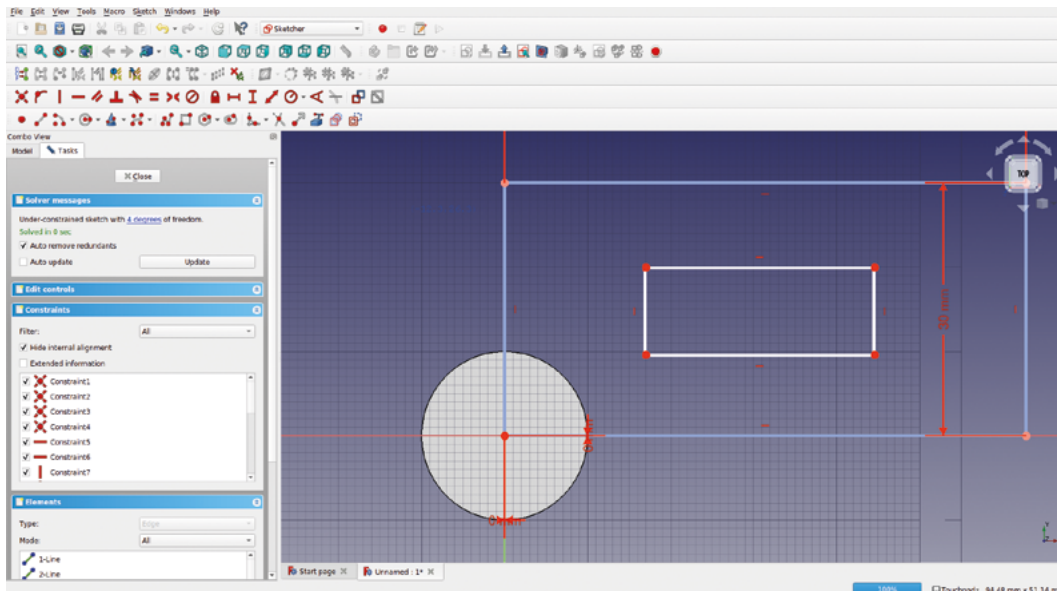 File Edit View Tools Macro Sketch Windows Help
Sketcher
Combo View
Model Tasks
Close
Solver messages
Under-constrained sketch with 4 degrees of freedom.
Solved in 0 sec
Auto remove redundants
Auto update Update
Edit controls
Constraints
Filter: All
Hide internal alignment
Extended information
Constraint1
Constraint2
Constraint3
Constraint4
Constraint5
Constraint6
Constraint7
Elements
Type: Edge
Mode: All
1-Line
2-Line
TOP
30 mm
Start page Unnamed : 1*
100%